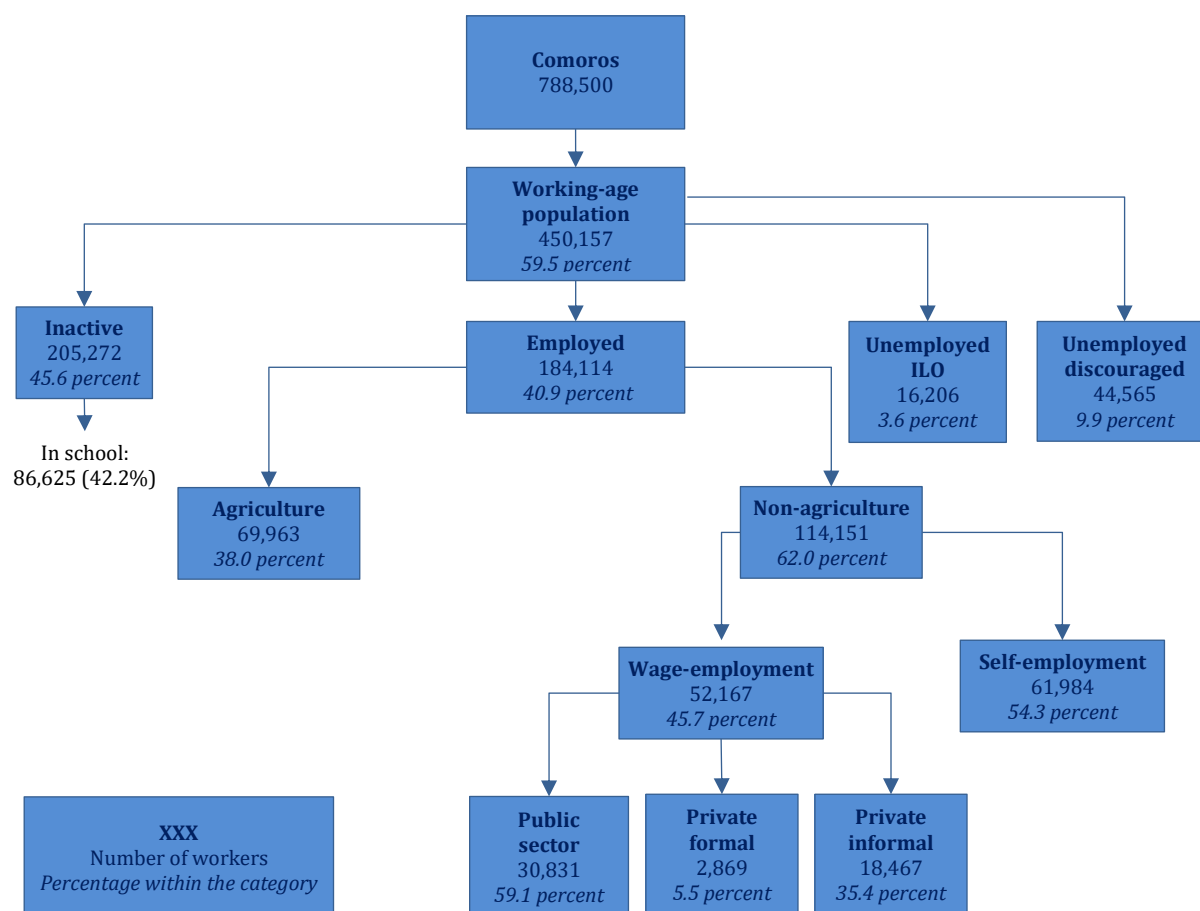 Comoros
788,500
Working-age
population
450,157
59.5 percent
Inactive
205,272
45.6 percent
In school:
86,625 (42.2%)
Employed
184,114
40.9 percent
Unemployed
ILO
16,206
3.6 percent
Unemployed
discouraged
44,565
9.9 percent
Agriculture
69,963
38.0 percent
Non-agriculture
114,151
62.0 percent
Wage-employment
52,167
45.7 percent
Self-employment
61,984
54.3 percent
Public
sector
30,831
59.1 percent
Private
formal
2,869
5.5 percent
Private
informal
18,467
35.4 percent
XXX
Number of workers
Percentage within the category